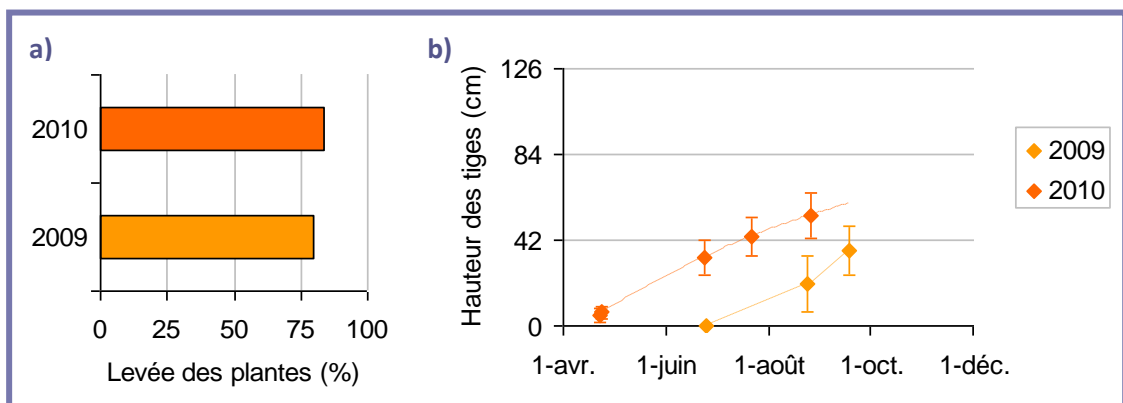 a)
2010
2009
0 25 50 75 100
Levée des plantes (%)
b)
Hauteur des tiges (cm)
126
84
42
0
1-avr. 1-juin 1-août 1-oct. 1-déc.
2009
2010